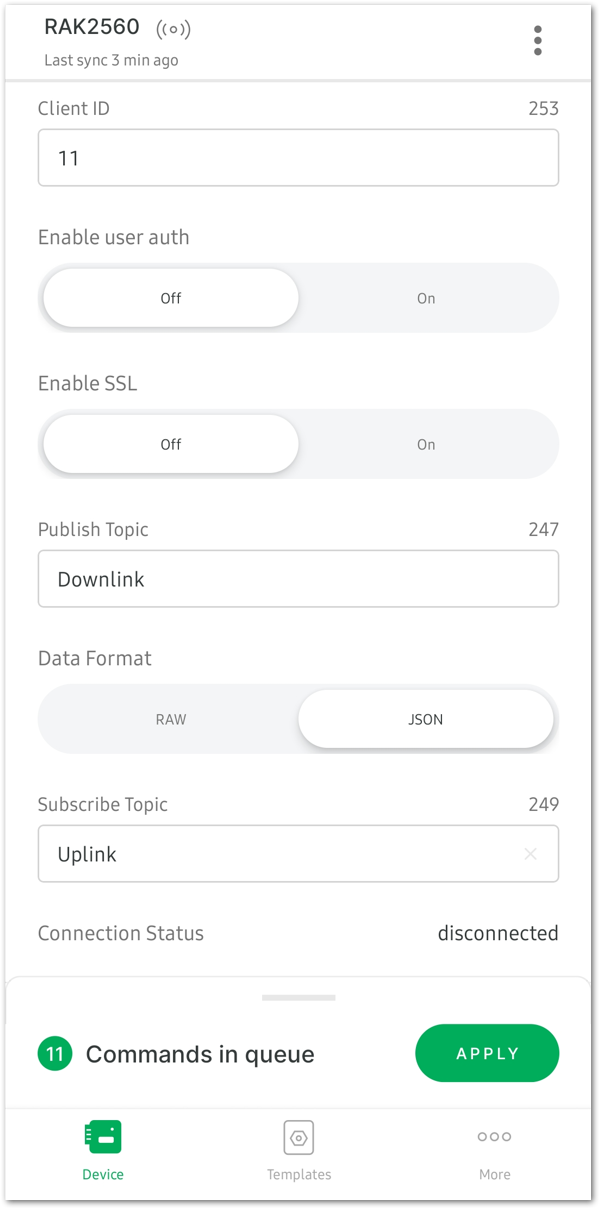 RAK2560
Last sync 3 min ago
Client ID 253
11
Enable user auth
Off On
Enable SSL
Off On
Publish Topic 247
Downlink
Data Format
RAW JSON
Subscribe Topic 249
Uplink
Connection Status disconnected
11 Commands in queue APPLY
Device Templates More